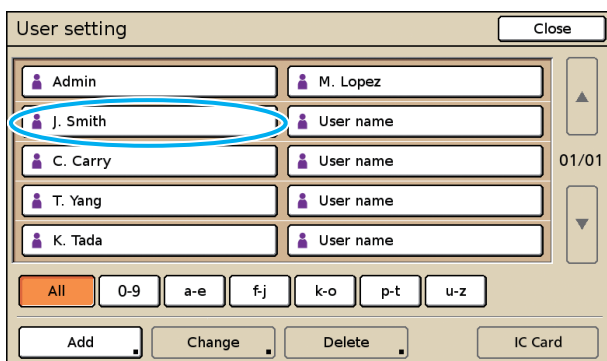 User setting
Close
Admin
M. Lopez
J. Smith
User name
C. Carry
User name
01/01
T. Yang
User name
K. Tada
User name
All
0-9
a-e
f-j
k-o
p-t
u-z
Add
Change
Delete
IC Card